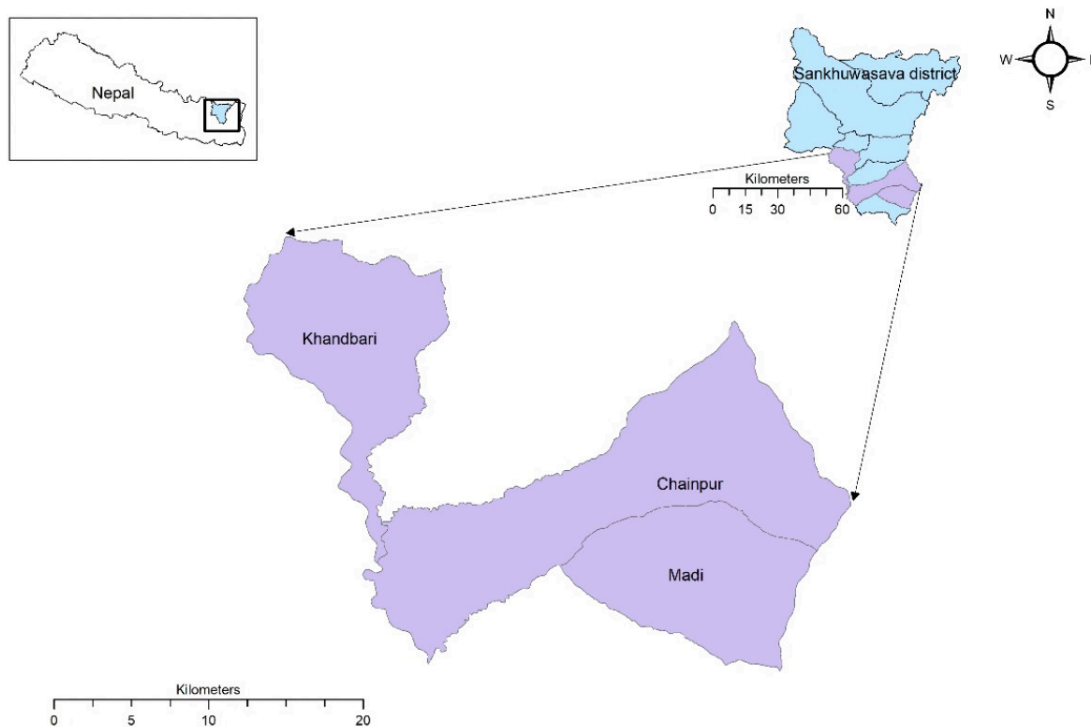 Nepal
Sankhuwasava district
N
W
S
Kilometers
0 15 30 60
Khandbari
Chainpur
Madi
Kilometers
0 5 10 20